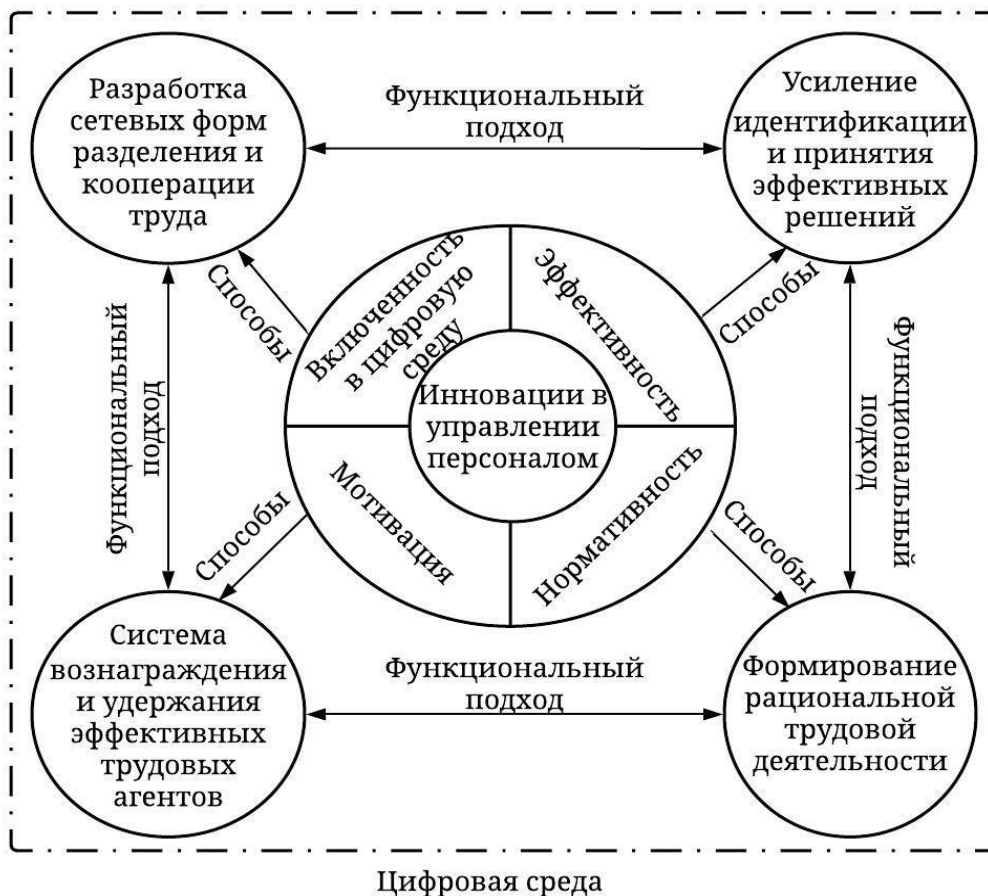 Разработка
сетевых форм
разделения и
кооперации
труда
Функциональный
подход
Усиление
идентификации
и принятия
эффективных
решений
Способы
Способы
Функциональный
подход
Функциональный
подход
Включенность
в цифровую
среду
Эффективность
Инновации в
управлении
персоналом
Мотивация
Нормативность
Способы
Способы
Система
вознаграждения
и удержания
эффективных
трудовых
агентов
Функциональный
подход
Формирование
рациональной
трудовой
деятельности
Цифровая среда